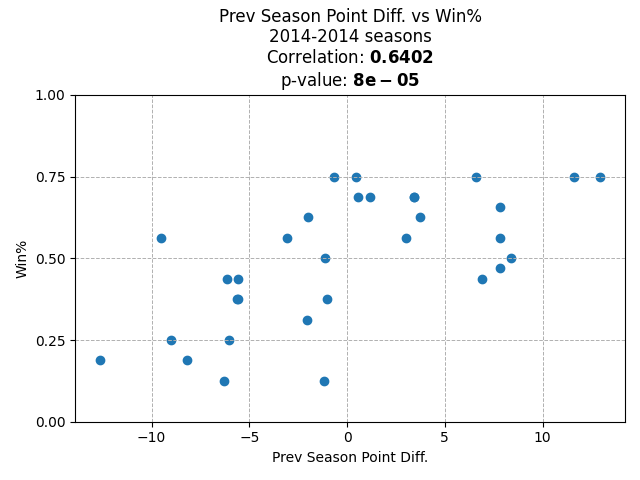 Prev Season Point Diff. vs Win%
2014-2014 seasons
Correlation: 0.6402
p-value: 8e − 05
1.00
0.75
0.50
0.25
0.00
Win%
−10
−5
0
5
10
Prev Season Point Diff.